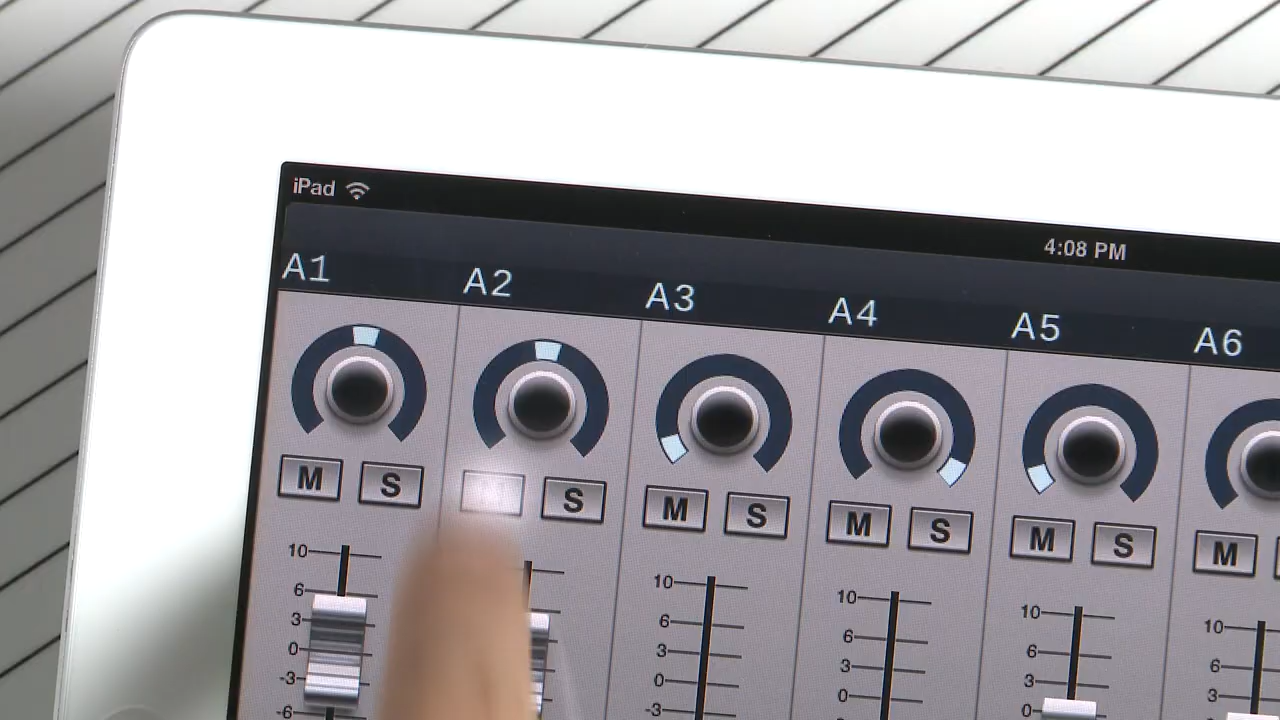 iPad
4:08 PM
A1 A2 A3 A4 A5 A6
M S S M S M S M S M
10 10 10 10 10
6 6 6 6 6
3 3 3 3 3
0 0 0 0
-3 -3
-6